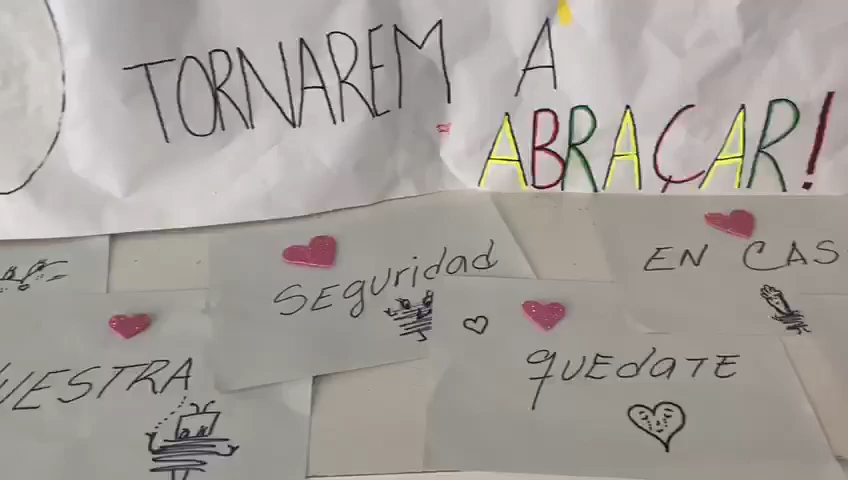 TORNAREM A
ABRAÇAR!
SEguridad
EN CAS
UESTRA
quEdaTE